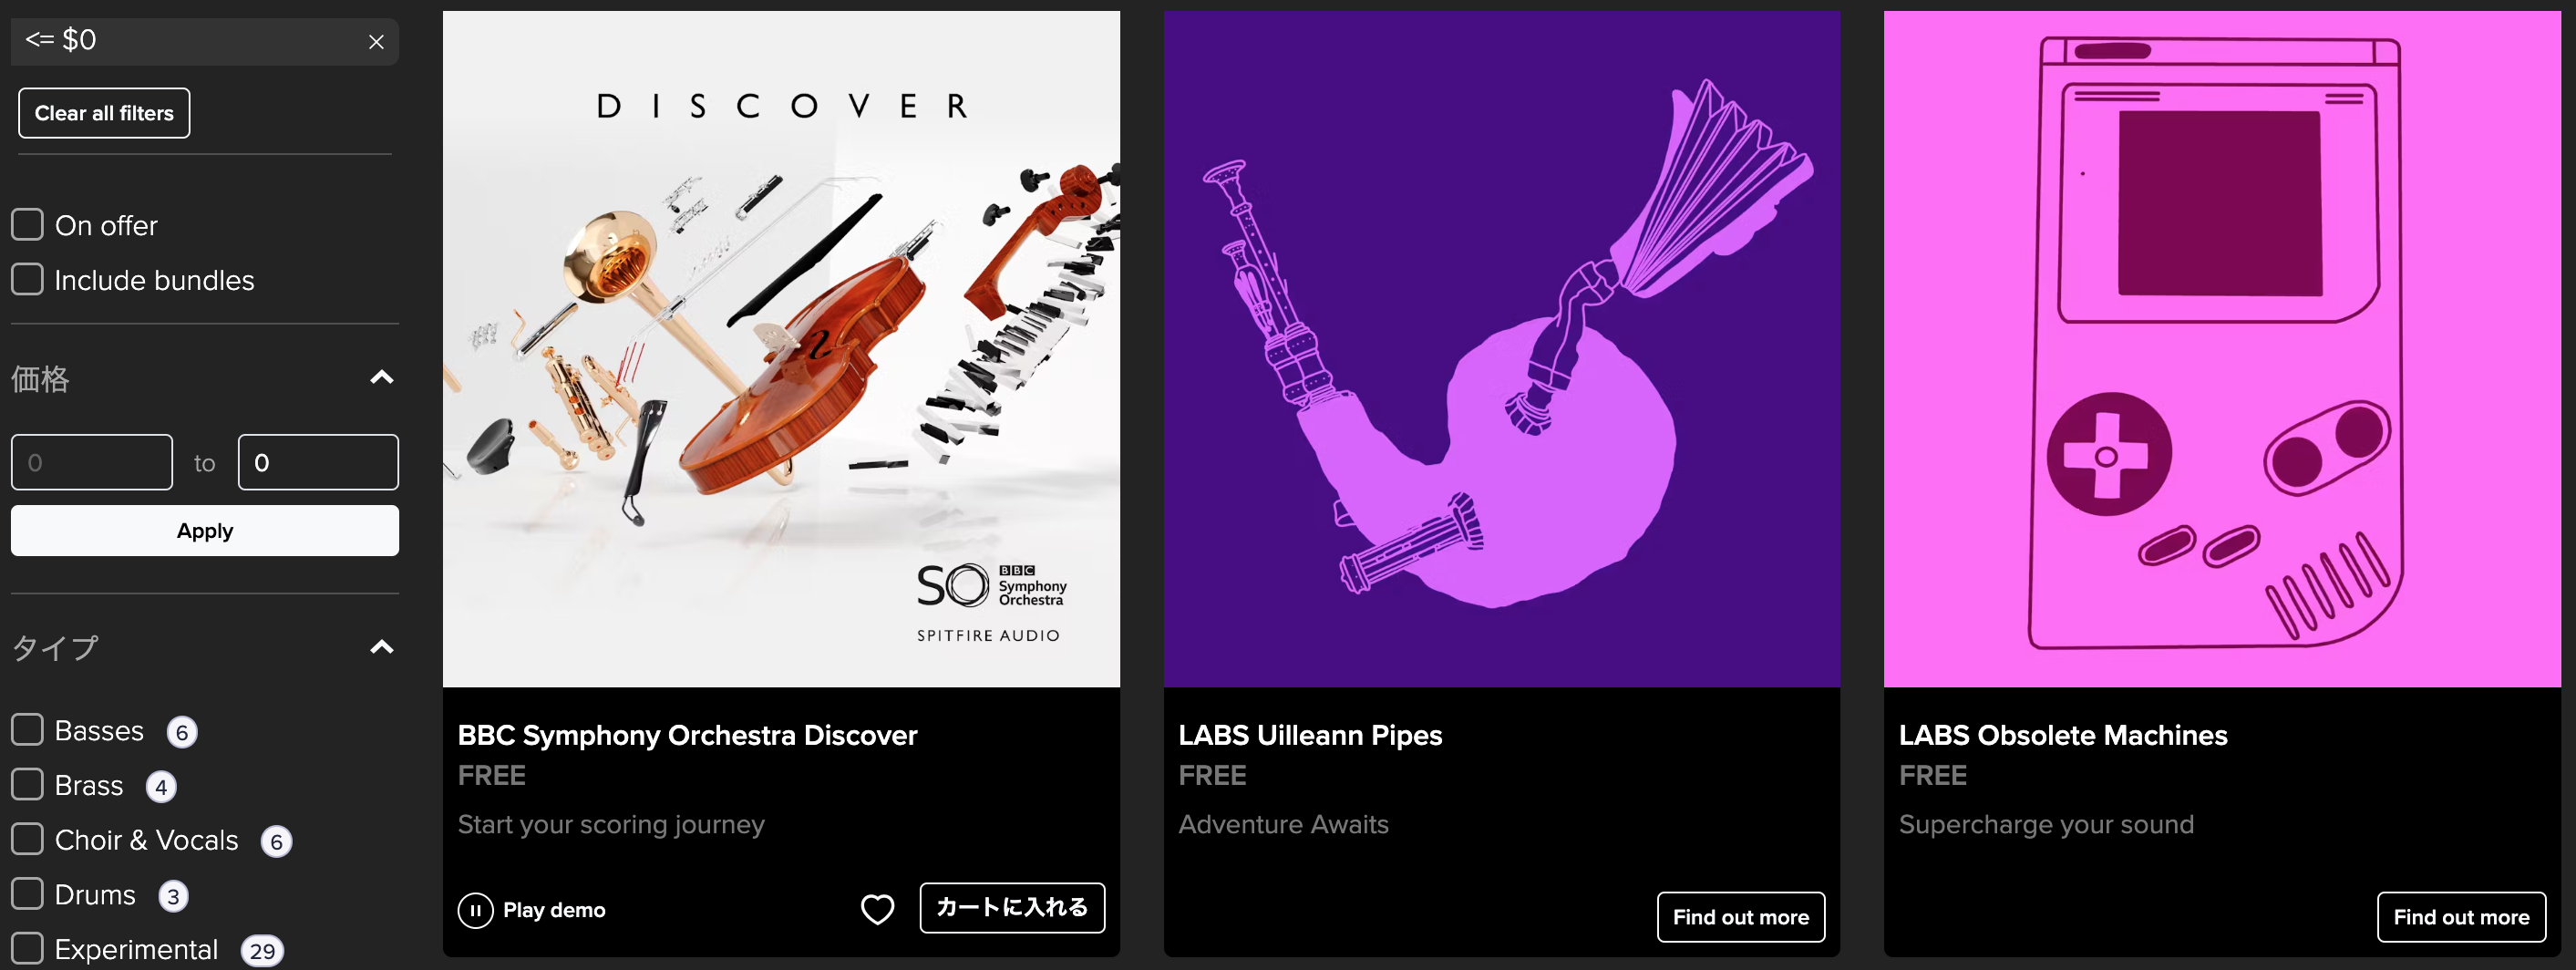 <= $0
Clear all filters
On offer
Include bundles
価格
0 to 0
Apply
タイプ
Basses 6
Brass 4
Choir & Vocals 6
Drums 3
Experimental 29
DISCOVER
SO BBC Symphony Orchestra
SPITFIRE AUDIO
BBC Symphony Orchestra Discover
FREE
Start your scoring journey
Play demo
カートに入れる
LABS Uilleann Pipes
FREE
Adventure Awaits
Find out more
LABS Obsolete Machines
FREE
Supercharge your sound
Find out more